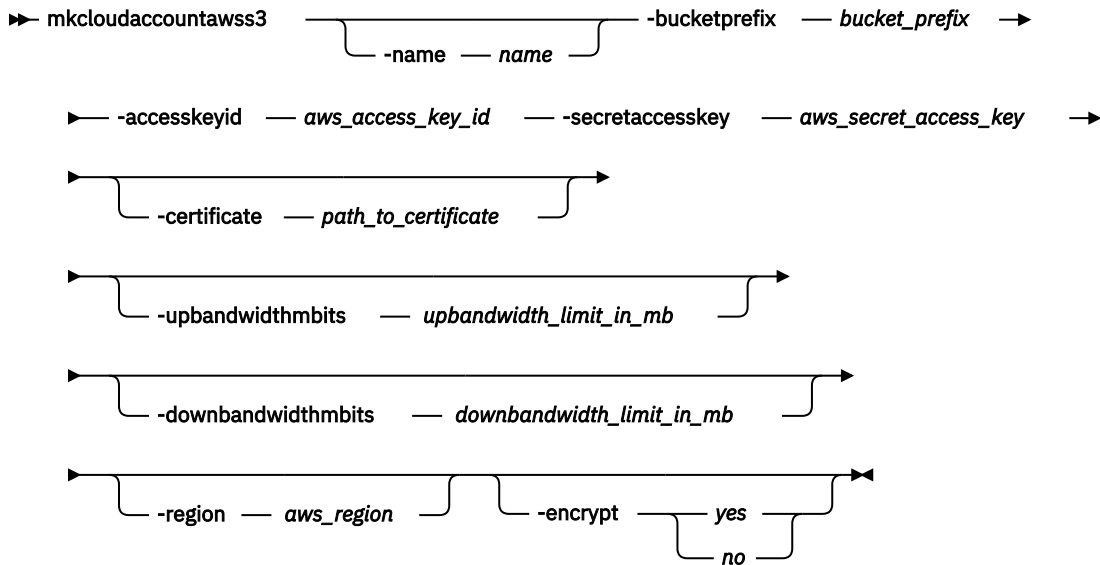 mkcloudaccountawss3 -bucketprefix bucket_prefix
-name name
-accesskeyid aws_access_key_id -secretaccesskey aws_secret_access_key
-certificate path_to_certificate
-upbandwidthmbits upbandwidth_limit_in_mb
-downbandwidthmbits downbandwidth_limit_in_mb
-region aws_region -encrypt yes
no